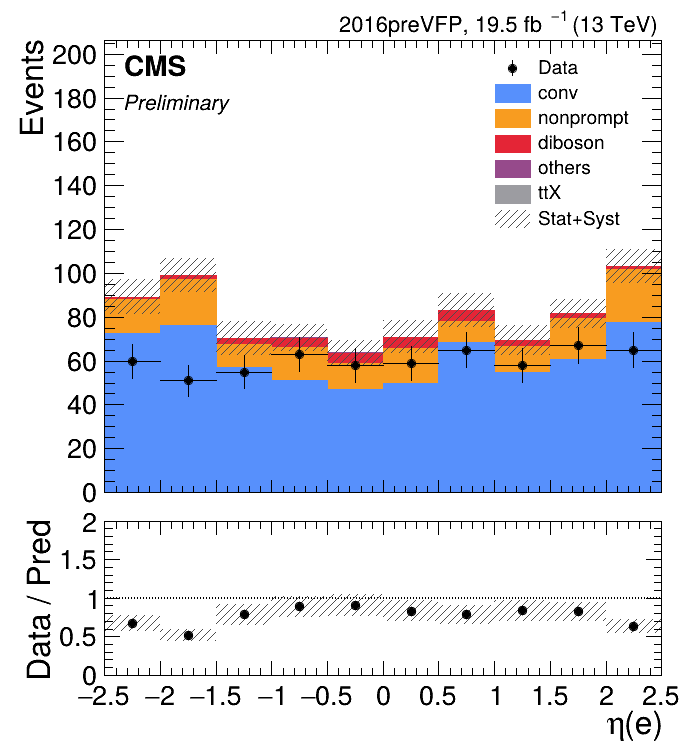 2016preVFP, 19.5 fb⁻¹ (13 TeV)
Events
CMS
Preliminary
Data
conv
nonprompt
diboson
others
ttX
Stat+Syst
200
180
160
140
120
100
80
60
40
20
0
Data / Pred
2
1.5
1
0.5
0
−2.5 −2 −1.5 −1 −0.5 0 0.5 1 1.5 2 2.5
η(e)